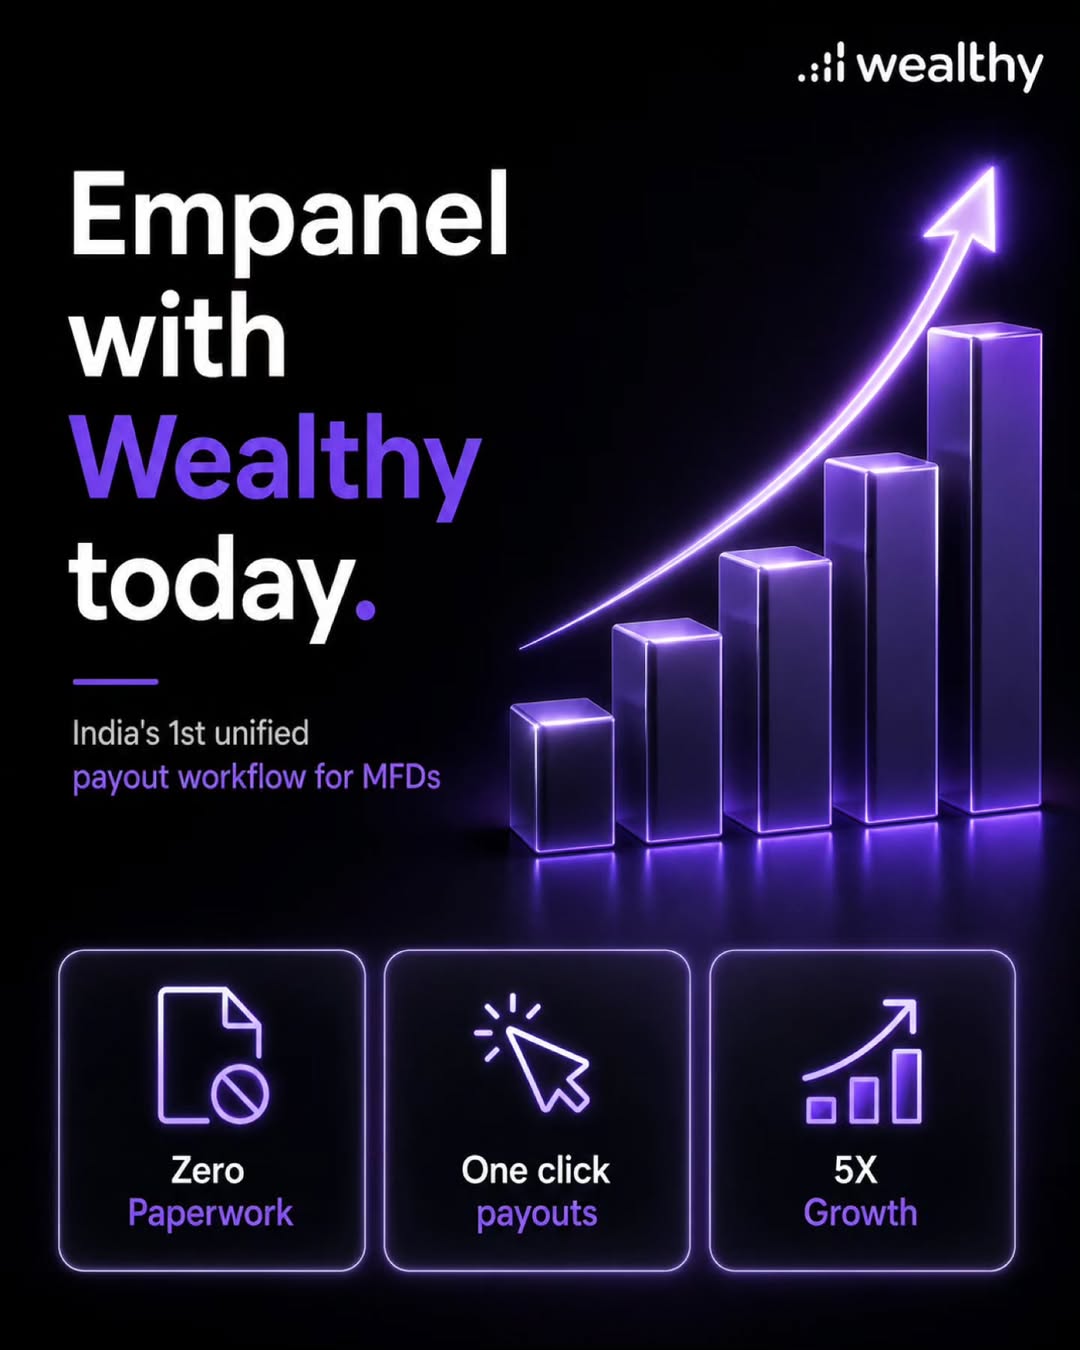 wealthy
Empanel
with
Wealthy
today.
India's 1st unified
payout workflow for MFDs
Zero
Paperwork
One click
payouts
5X
Growth